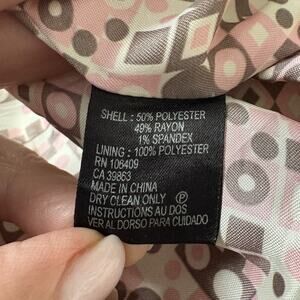 SHELL : 50% POLYESTER
49% RAYON
1% SPANDEX
LINING : 100% POLYESTER
RN 106409
CA 39863
MADE IN CHINA
DRY CLEAN ONLY Ⓟ
INSTRUCTIONS AU DOS
VER AL DORSO PARA CUIDADO